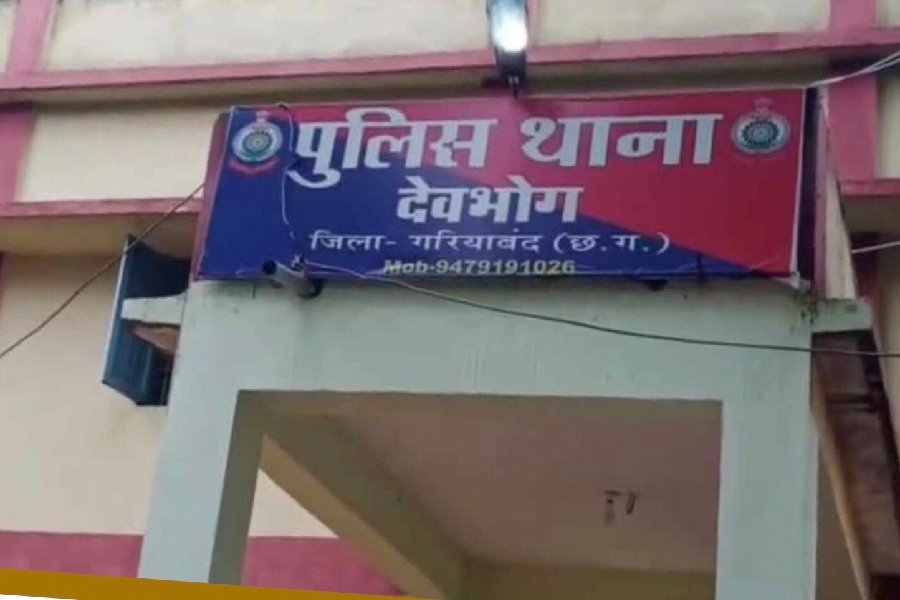 पुलिस थाना
देवभोग
जिला- गरियाबंद (छ.ग.)
Mob-9479191026